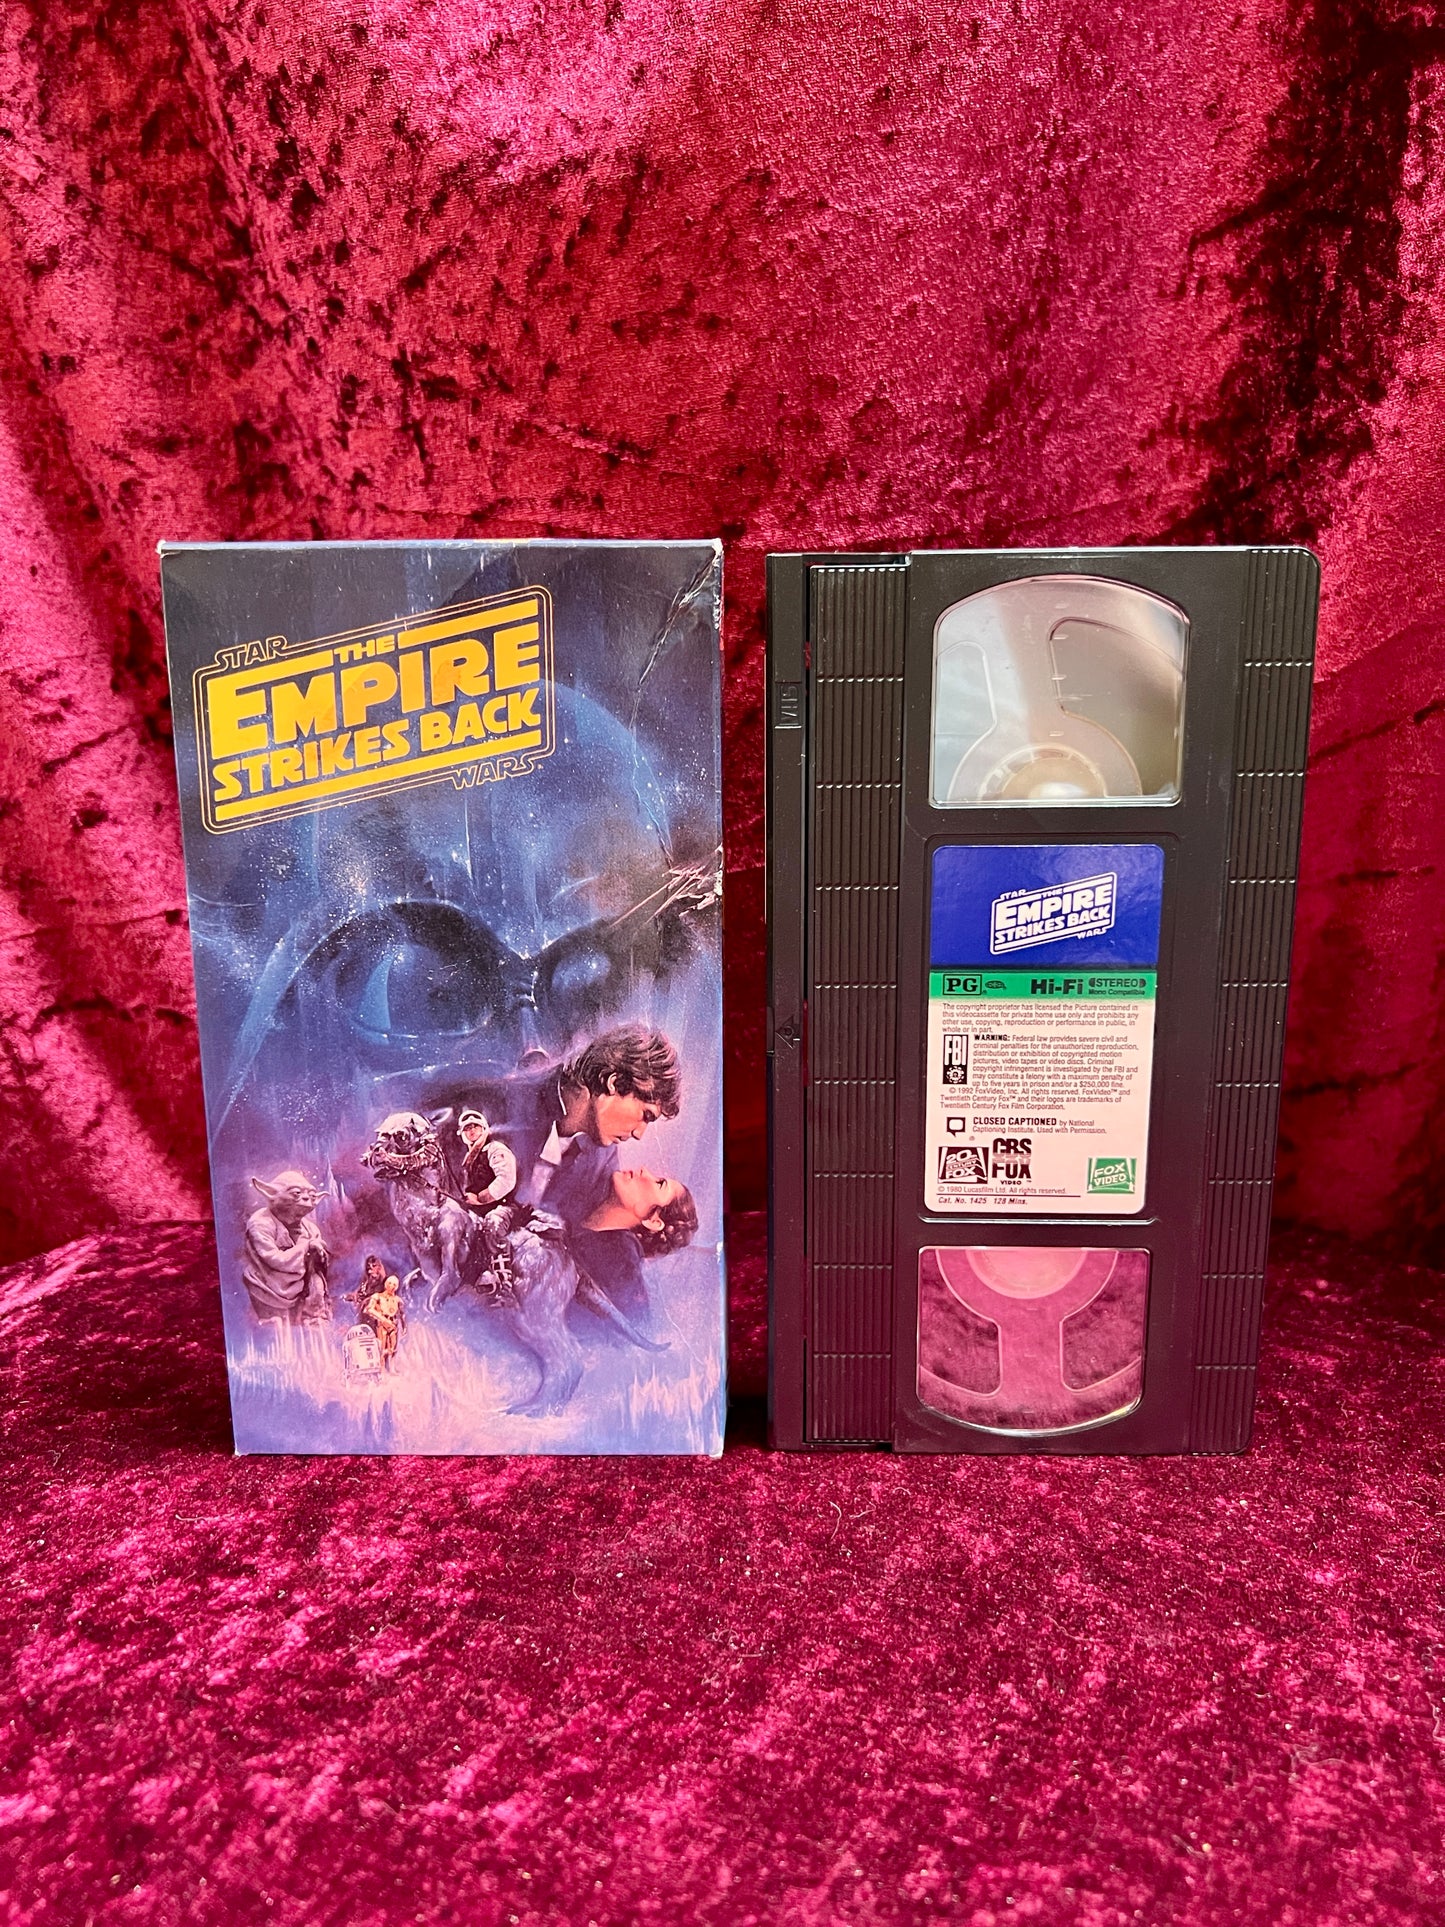 STAR
THE
EMPIRE
STRIKES BACK
WARS
VHS
STAR THE
EMPIRE
STRIKES BACK
WARS
PG Hi-Fi STEREO
Mono Compatible
The copyright proprietor has licensed the Picture contained in
this videocassette for private home use only and prohibits any
other use, copying, reproduction or performance in public, in
whole or in part.
FBI
WARNING: Federal law provides severe civil and
criminal penalties for the unauthorized reproduction,
distribution or exhibition of copyrighted motion
pictures, video tapes or video discs. Criminal
copyright infringement is investigated by the FBI and
may constitute a felony with a maximum penalty of
up to five years in prison and/or a $250,000 fine.
© 1992 FoxVideo, Inc. All rights reserved. FoxVideo™ and
Twentieth Century Fox™ and their logos are trademarks of
Twentieth Century Fox Film Corporation.
CLOSED CAPTIONED by National
Captioning Institute. Used with Permission.
20th CENTURY FOX
CBS
FOX
VIDEO™
FOX
VIDEO
© 1980 Lucasfilm Ltd. All rights reserved.
Cat. No. 1425 128 Mins.